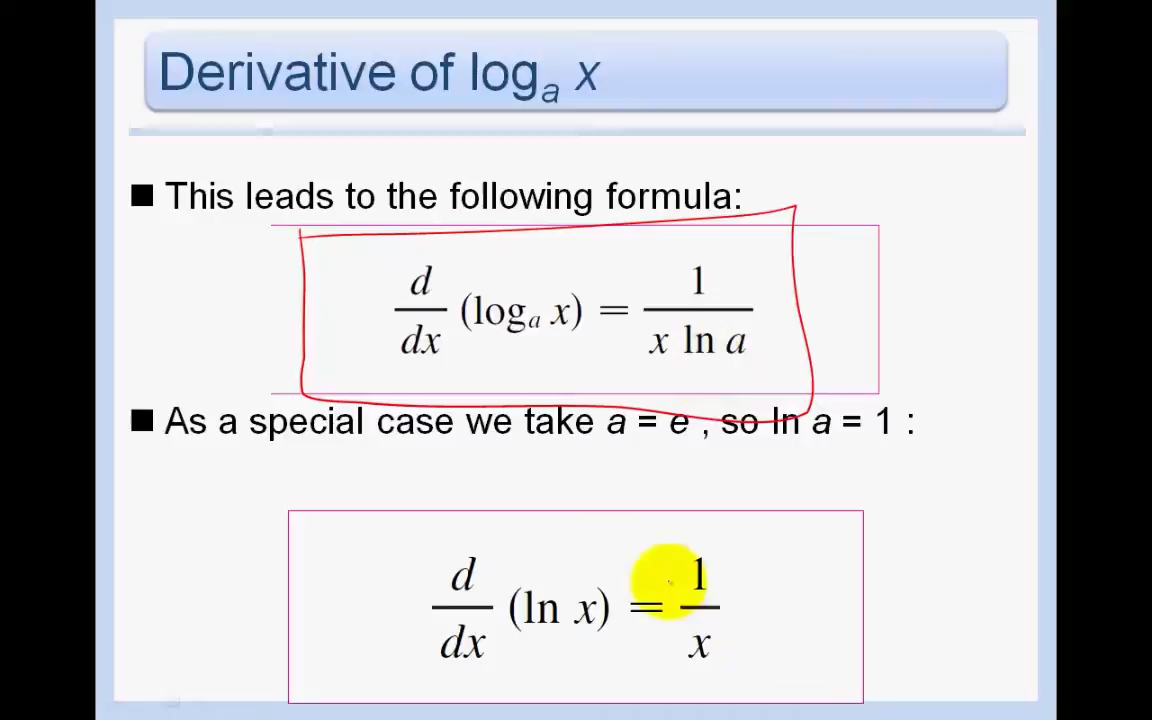 Derivative of logₐ x
■ This leads to the following formula:
d/dx (logₐ x) = 1/(x ln a)
■ As a special case we take a = e , so ln a = 1 :
d/dx (ln x) = 1/x